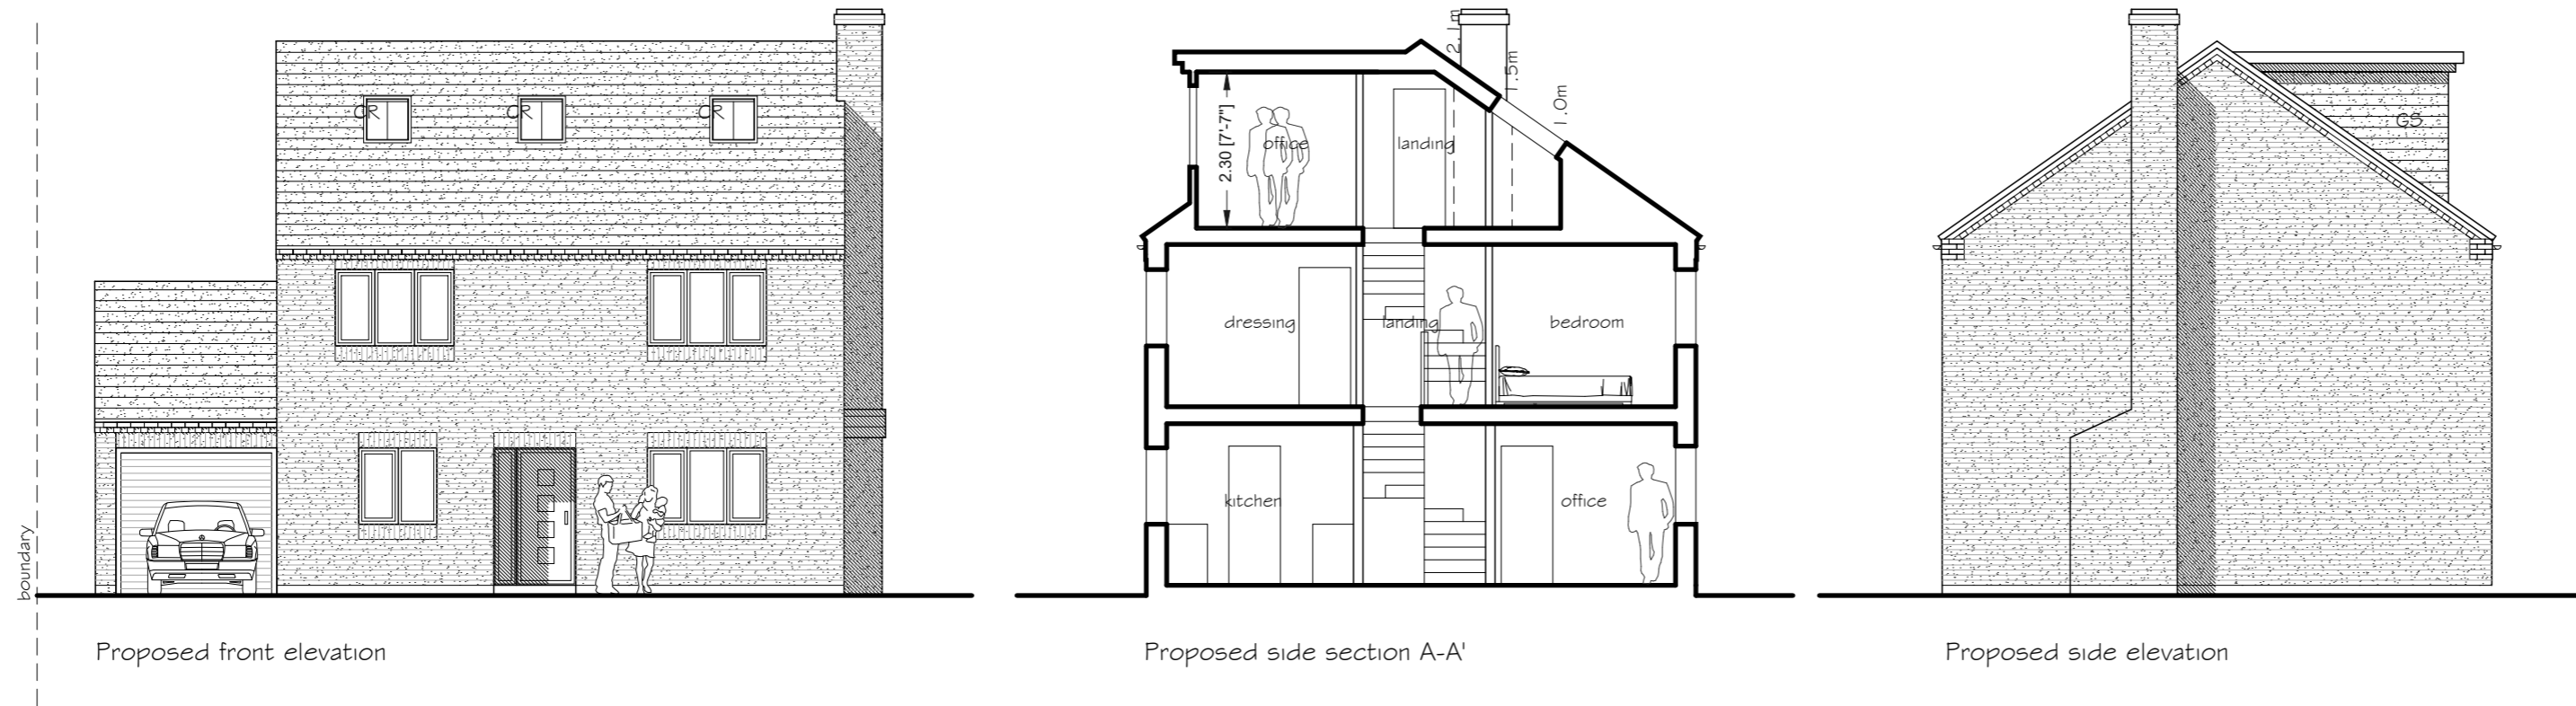 boundary
CR
CR
CR
Proposed front elevation
2.1m
1.5m
1.0m
2.30 [7'-7"]
office
landing
dressing
landing
bedroom
kitchen
office
Proposed side section A-A'
GS
Proposed side elevation